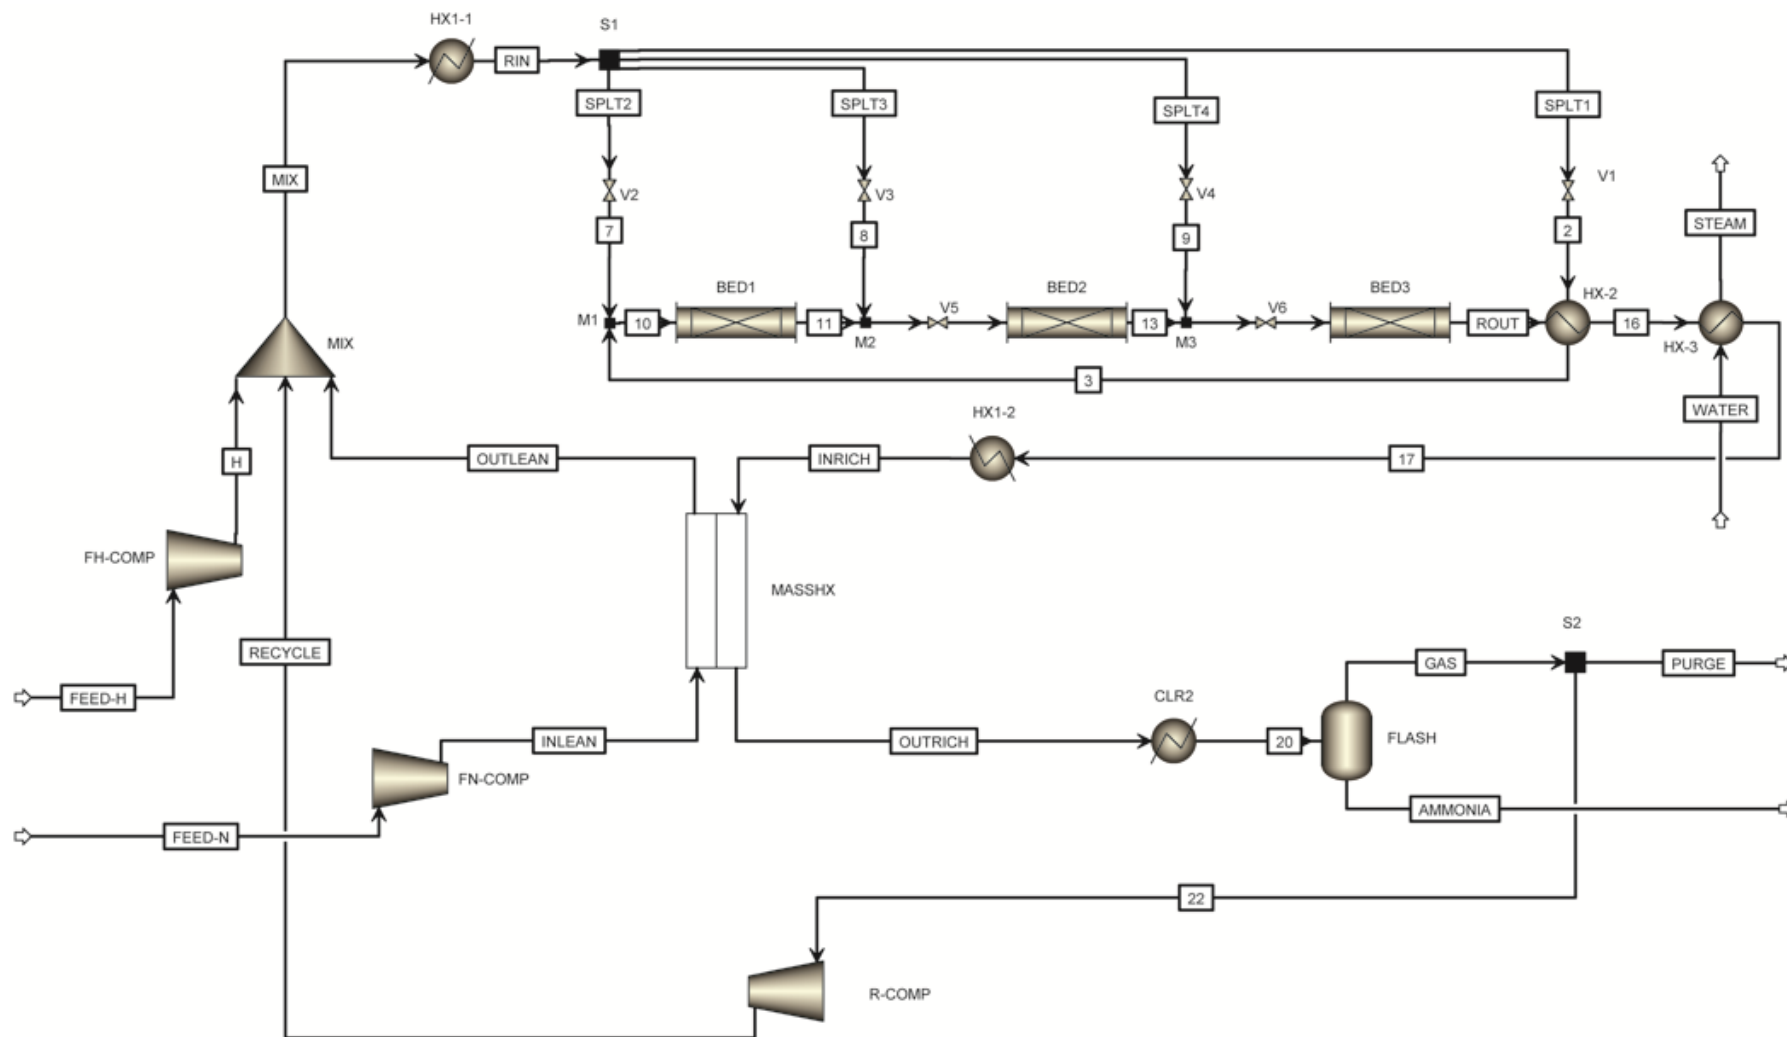 HX1-1
S1
RIN
SPLT2
SPLT3
SPLT4
SPLT1
MIX
V2
V3
V4
V1
7
8
9
2
STEAM
BED1
BED2
BED3
HX-2
M1
10
11
M2
V5
13
M3
V6
ROUT
16
HX-3
MIX
3
WATER
HX1-2
OUTLEAN
INRICH
17
H
FH-COMP
MASSHX
RECYCLE
S2
FEED-H
GAS
PURGE
CLR2
INLEAN
OUTRICH
20
FLASH
FN-COMP
FEED-N
AMMONIA
22
R-COMP